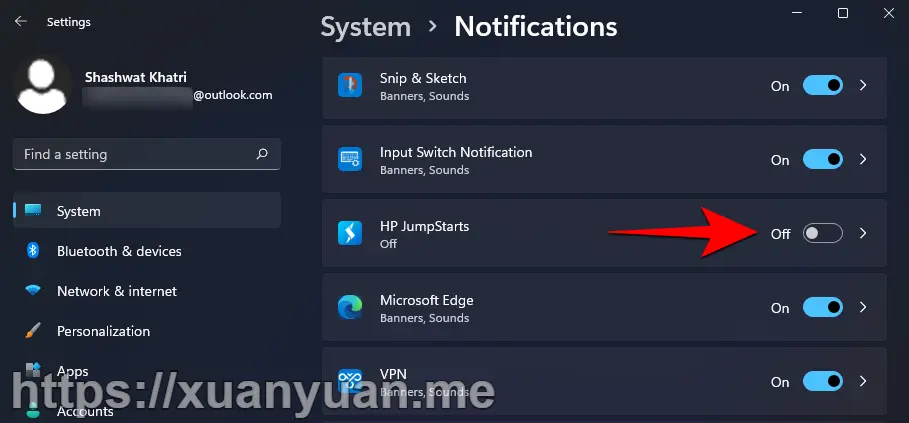 Settings
System > Notifications
Shashwat Khatri
@outlook.com
Find a setting
System
Bluetooth & devices
Network & internet
Personalization
Apps
Accounts
Snip & Sketch
Banners, Sounds
On
Input Switch Notification
Banners, Sounds
On
HP JumpStarts
Off
Off
Microsoft Edge
Banners, Sounds
On
VPN
Banners, Sounds
On
https://xuanyuan.me